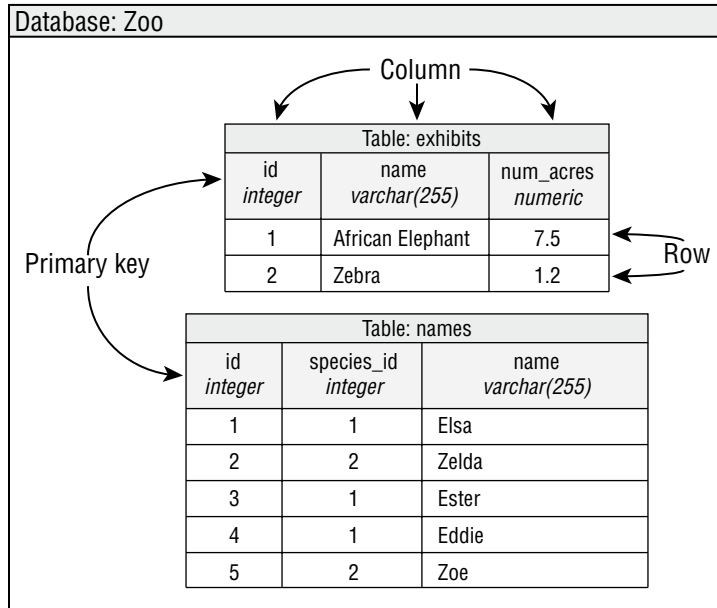 Database: Zoo
Column
Table: exhibits
id name num_acres
integer varchar(255) numeric
1 African Elephant 7.5
2 Zebra 1.2
Row
Primary key
Table: names
id species_id name
integer integer varchar(255)
1 1 Elsa
2 2 Zelda
3 1 Ester
4 1 Eddie
5 2 Zoe